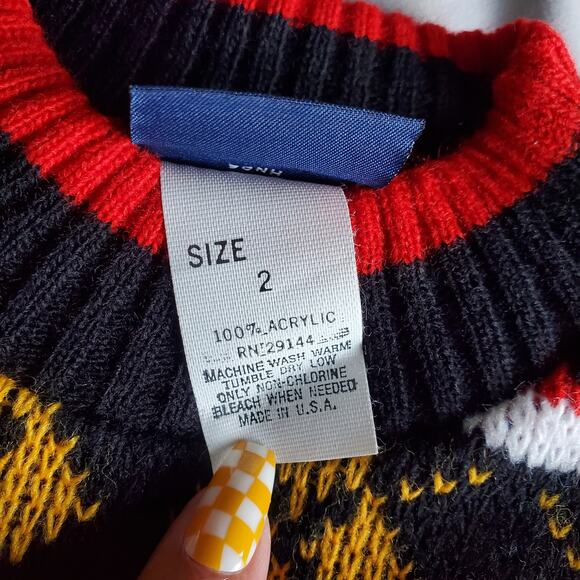 SIZE
2
100% ACRYLIC
RN 29144
MACHINE WASH WARM
TUMBLE DRY LOW
ONLY NON-CHLORINE
BLEACH WHEN NEEDED
MADE IN U.S.A.